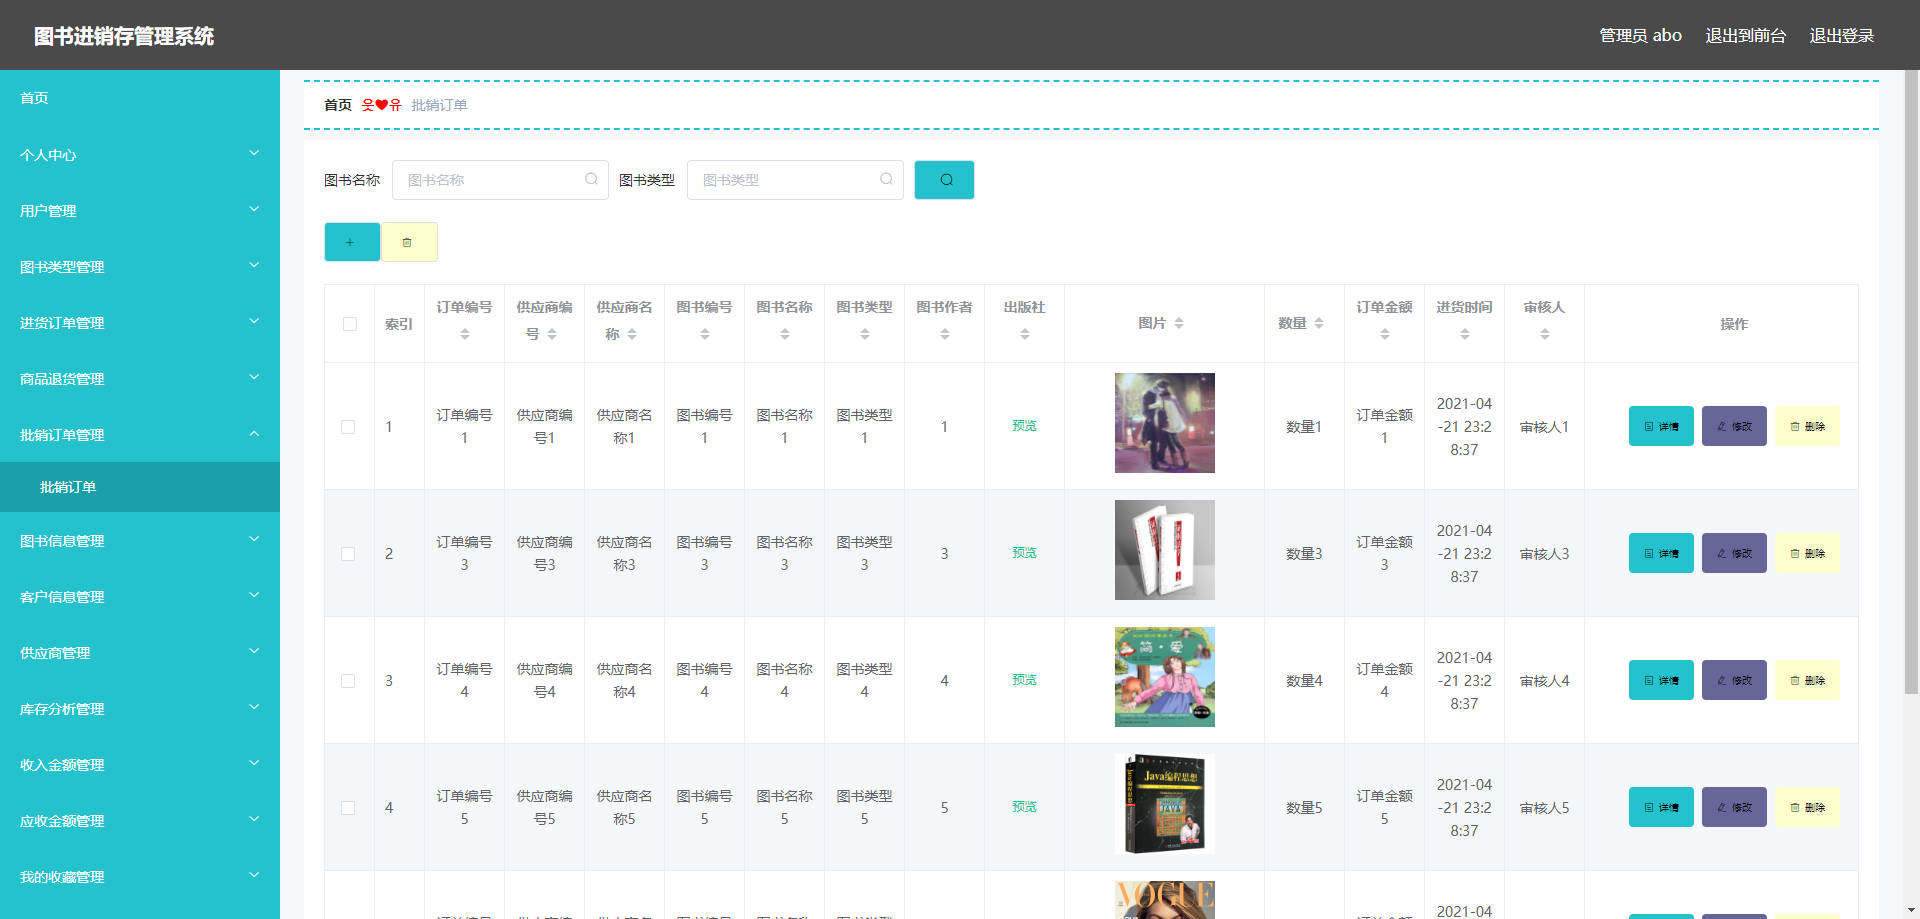 图书进销存管理系统
管理员 abo 退出到前台 退出登录
首页
个人中心
用户管理
图书类型管理
进货订单管理
商品退货管理
批销订单管理
批销订单
图书信息管理
客户信息管理
供应商管理
库存分析管理
收入金额管理
应收金额管理
我的收藏管理
首页 웃❤유 批销订单
图书名称 图书名称 图书类型 图书类型
索引 订单编号 供应商编号 供应商名称 图书编号 图书名称 图书类型 图书作者 出版社 图片 数量 订单金额 进货时间 审核人 操作
1 订单编号1 供应商编号1 供应商名称1 图书编号1 图书名称1 图书类型1 1 预览 数量1 订单金额1 2021-04-21 23:28:37 审核人1 详情 修改 删除
2 订单编号3 供应商编号3 供应商名称3 图书编号3 图书名称3 图书类型3 3 预览 数量3 订单金额3 2021-04-21 23:28:37 审核人3 详情 修改 删除
3 订单编号4 供应商编号4 供应商名称4 图书编号4 图书名称4 图书类型4 4 预览 简·爱 数量4 订单金额4 2021-04-21 23:28:37 审核人4 详情 修改 删除
4 订单编号5 供应商编号5 供应商名称5 图书编号5 图书名称5 图书类型5 5 预览 Java编程思想 数量5 订单金额5 2021-04-21 23:28:37 审核人5 详情 修改 删除
VOGUE
2021-04